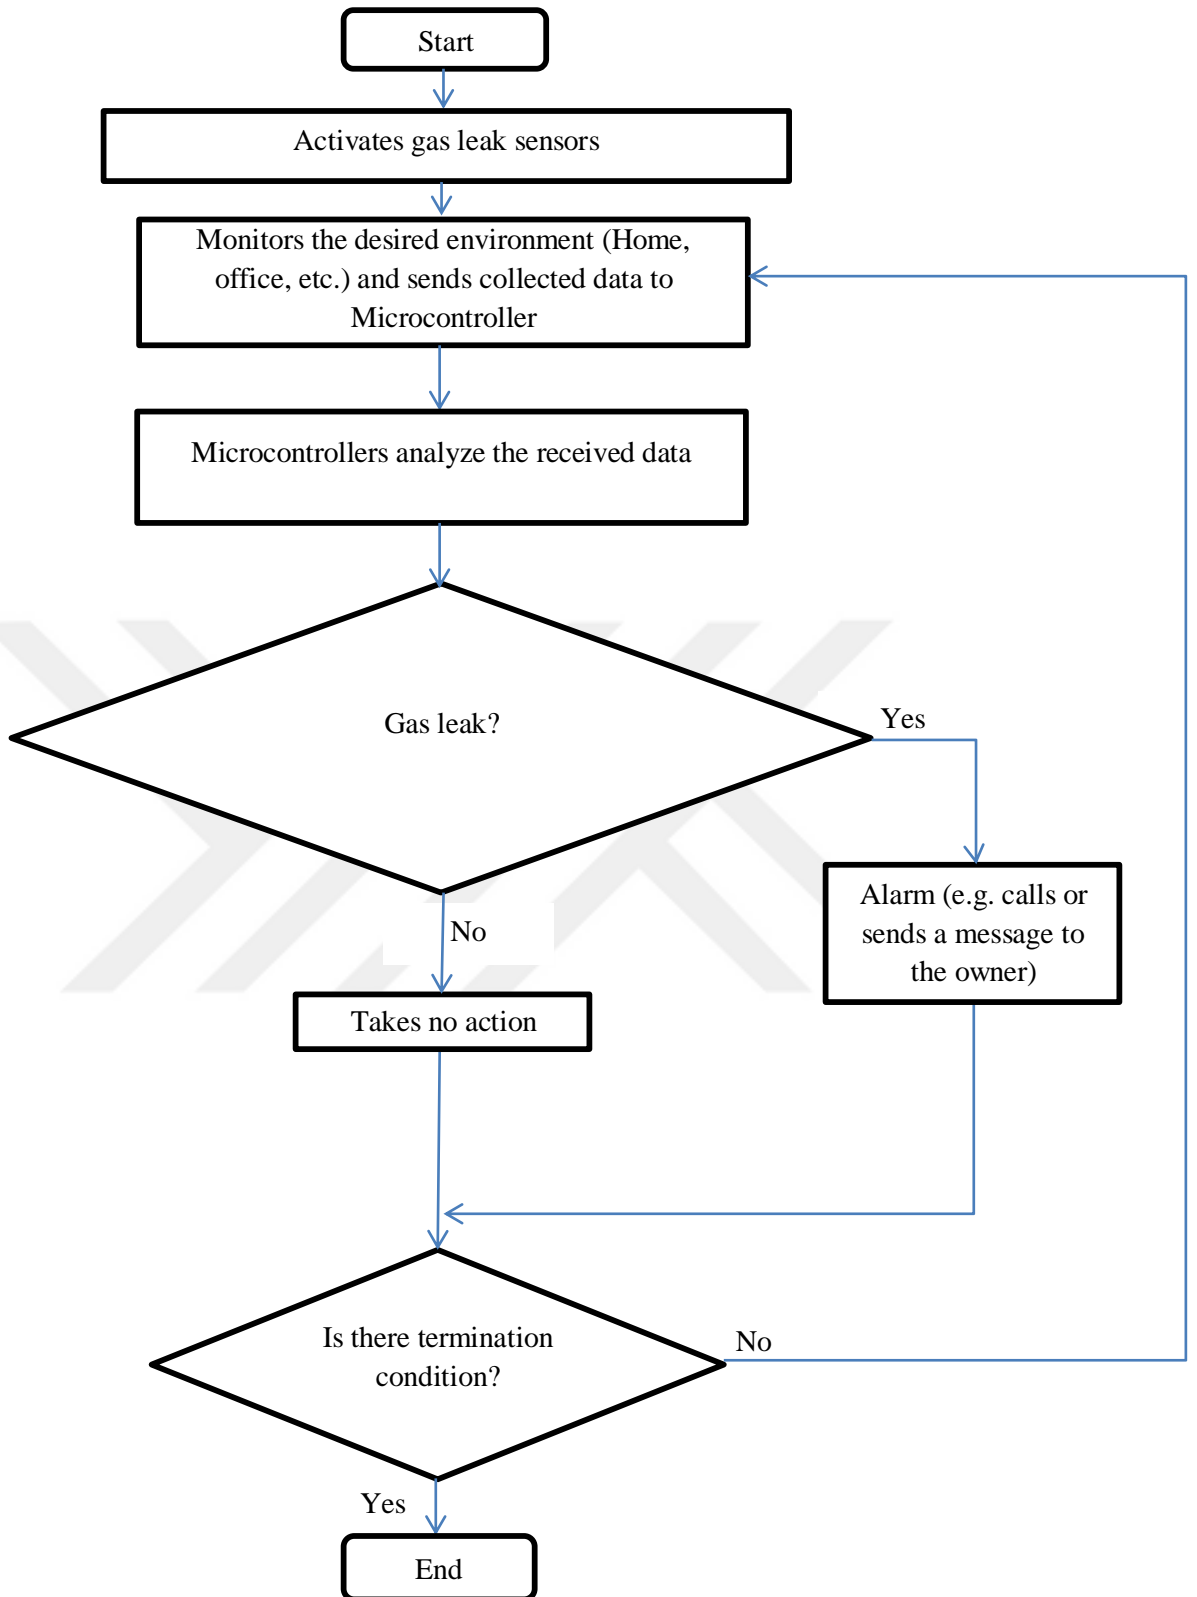 Start
Activates gas leak sensors
Monitors the desired environment (Home,
office, etc.) and sends collected data to
Microcontroller
Microcontrollers analyze the received data
Gas leak?
Yes
Alarm (e.g. calls or
sends a message to
the owner)
No
Takes no action
Is there termination
condition?
No
Yes
End